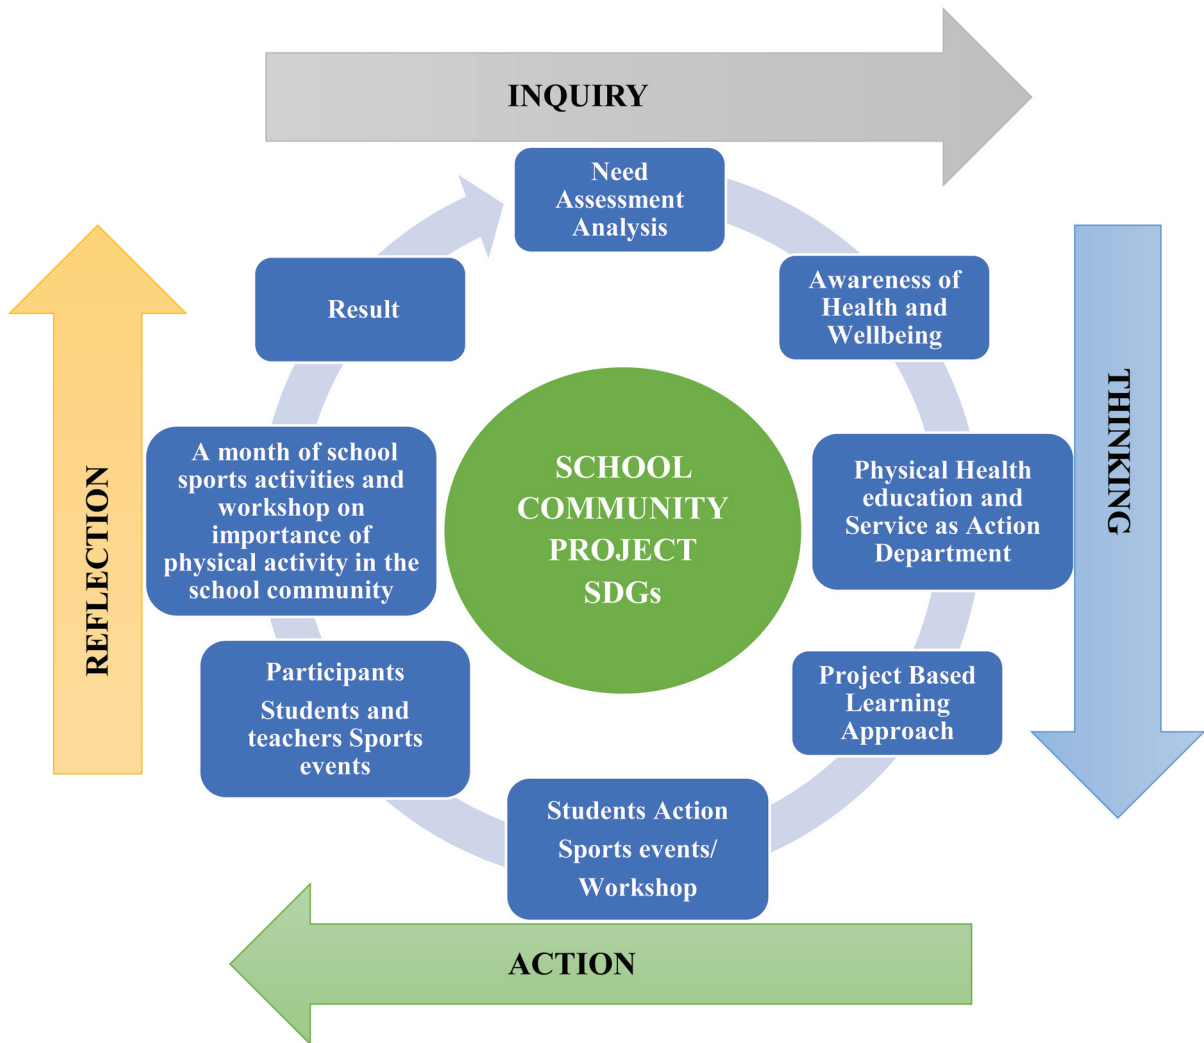 INQUIRY
Need
Assessment
Analysis
Awareness of
Health and
Wellbeing
THINKING
Physical Health
education and
Service as Action
Department
Project Based
Learning
Approach
Students Action
Sports events/
Workshop
ACTION
Participants
Students and
teachers Sports
events
A month of school
sports activities and
workshop on
importance of
physical activity in the
school community
REFLECTION
Result
SCHOOL
COMMUNITY
PROJECT
SDGs